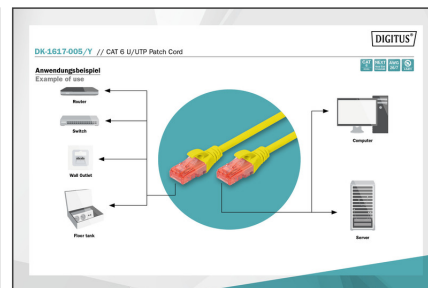 DIGITUS®
DK-1617-005/Y // CAT 6 U/UTP Patch Cord
Anwendungsbeispiel
Example of use
Router
Switch
Wall Outlet
Floor tank
Computer
Server